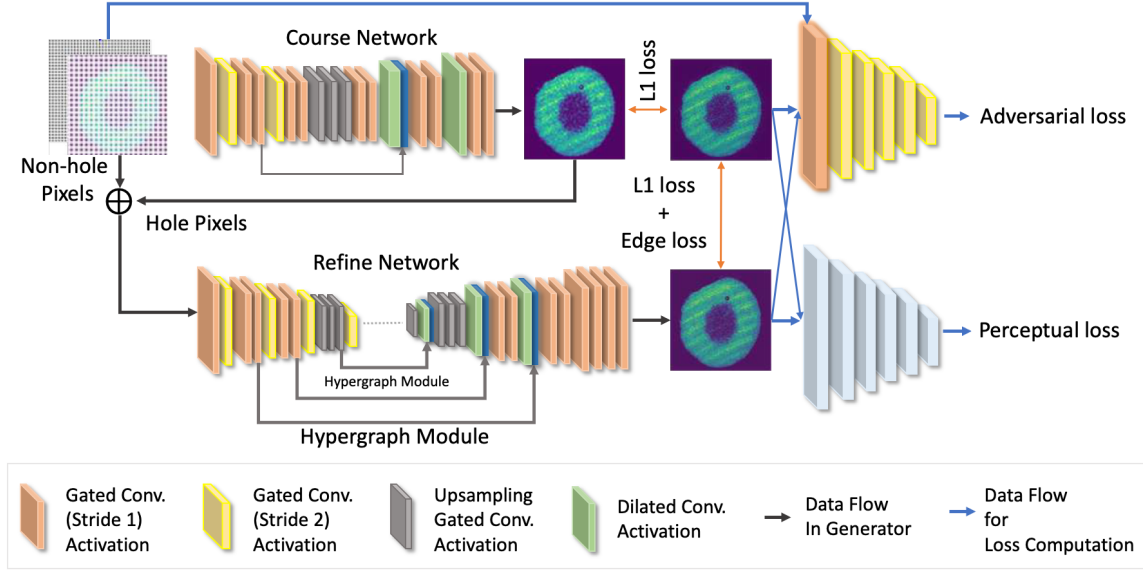 Course Network
L1 loss
Adversarial loss
Non-hole
Pixels
Hole Pixels
L1 loss
+
Edge loss
Refine Network
Perceptual loss
Hypergraph Module
Hypergraph Module
Gated Conv.
(Stride 1)
Activation
Gated Conv.
(Stride 2)
Activation
Upsampling
Gated Conv.
Activation
Dilated Conv.
Activation
Data Flow
In Generator
Data Flow
for
Loss Computation